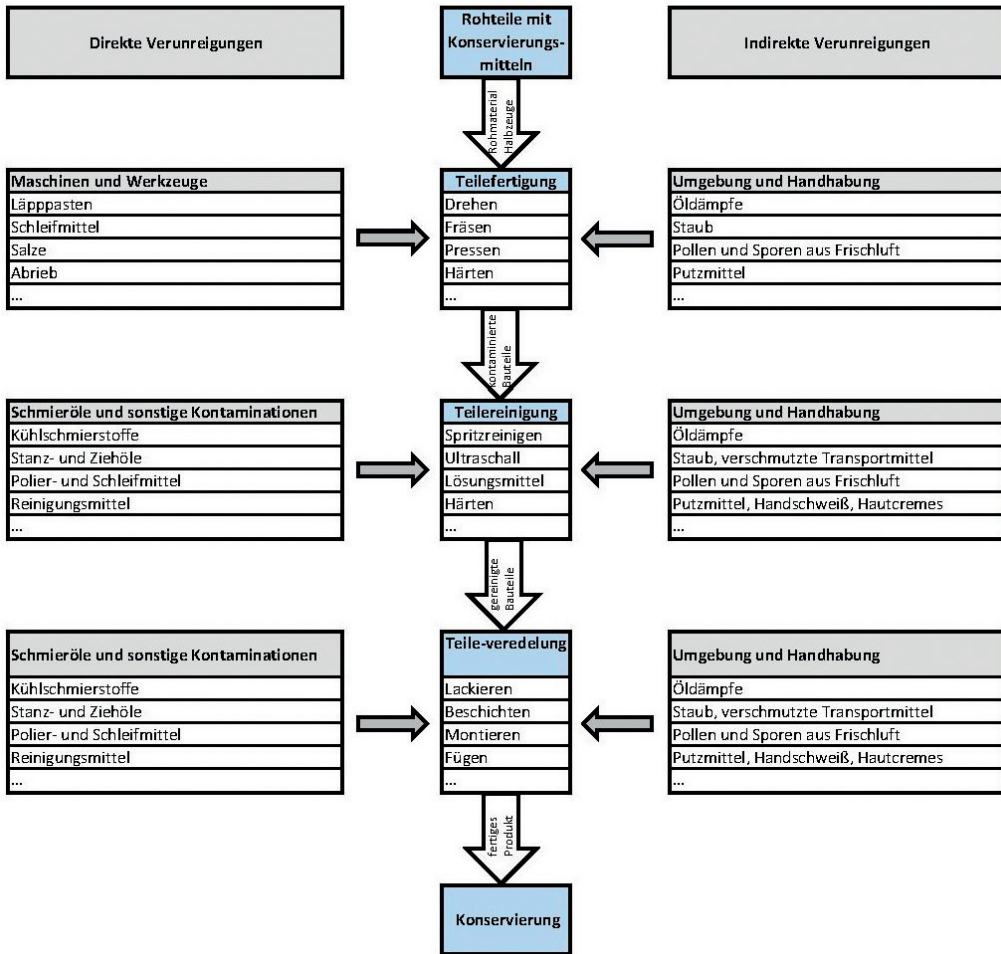 Direkte Verunreigungen
Rohteile mit
Konservierungs-
mitteln
Indirekte Verunreigungen
Rohmaterial
Halbzeuge
Maschinen und Werkzeuge
Läpppasten
Schleifmittel
Salze
Abrieb
...
Teilefertigung
Drehen
Fräsen
Pressen
Härten
...
Umgebung und Handhabung
Öldämpfe
Staub
Pollen und Sporen aus Frischluft
Putzmittel
...
kontaminierte
Bauteile
Schmieröle und sonstige Kontaminationen
Kühlschmierstoffe
Stanz- und Ziehöle
Polier- und Schleifmittel
Reinigungsmittel
...
Teilereinigung
Spritzreinigen
Ultraschall
Lösungsmittel
Härten
...
Umgebung und Handhabung
Öldämpfe
Staub, verschmutzte Transportmittel
Pollen und Sporen aus Frischluft
Putzmittel, Handschweiß, Hautcremes
...
gereinigte
Bauteile
Schmieröle und sonstige Kontaminationen
Kühlschmierstoffe
Stanz- und Ziehöle
Polier- und Schleifmittel
Reinigungsmittel
...
Teile-veredelung
Lackieren
Beschichten
Montieren
Fügen
...
Umgebung und Handhabung
Öldämpfe
Staub, verschmutzte Transportmittel
Pollen und Sporen aus Frischluft
Putzmittel, Handschweiß, Hautcremes
...
fertiges
Produkt
Konservierung